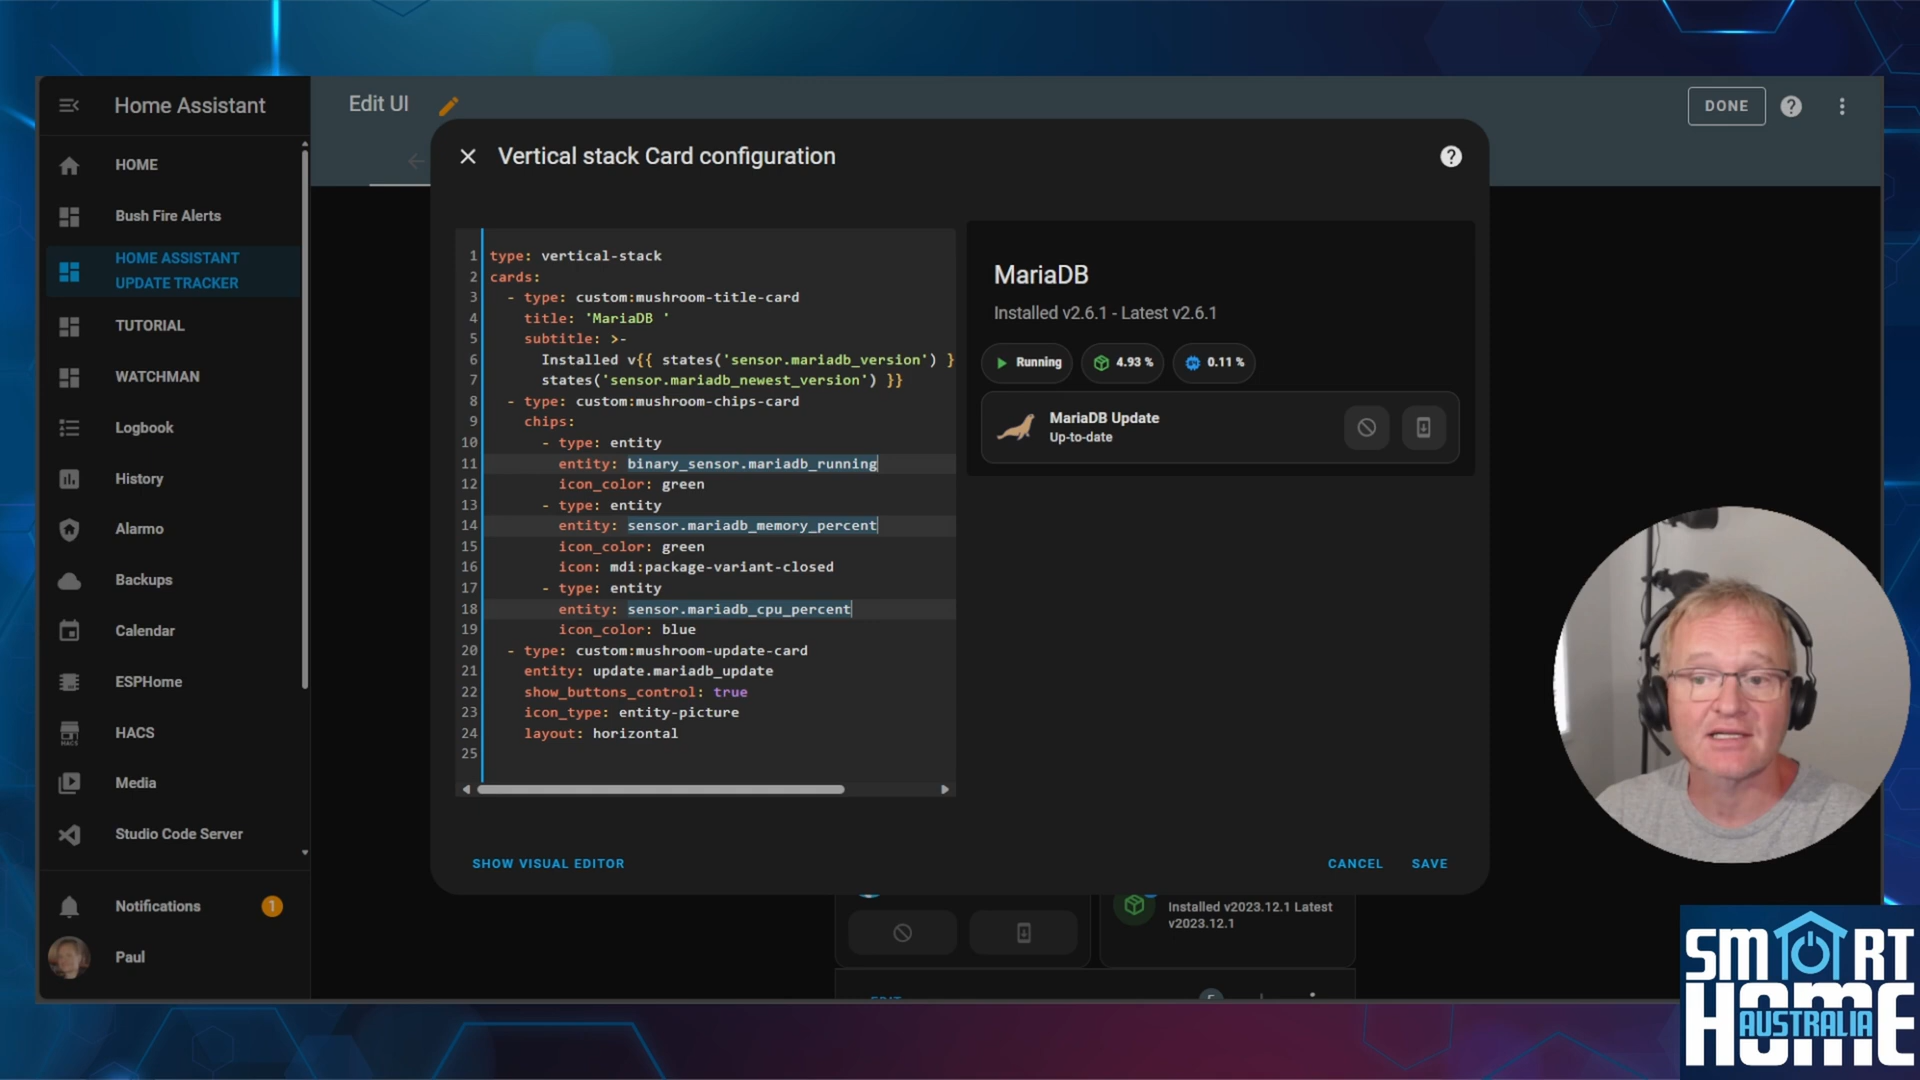 Home Assistant
HOME
Bush Fire Alerts
HOME ASSISTANT
UPDATE TRACKER
TUTORIAL
WATCHMAN
Logbook
History
Alarmo
Backups
Calendar
ESPHome
HACS
HACS
Media
Studio Code Server
Notifications
1
Paul
Edit UI
DONE
Vertical stack Card configuration
1 type: vertical-stack
2 cards:
3 - type: custom:mushroom-title-card
4 title: 'MariaDB '
5 subtitle: >-
6 Installed v{{ states('sensor.mariadb_version') }
7 states('sensor.mariadb_newest_version') }}
8 - type: custom:mushroom-chips-card
9 chips:
10 - type: entity
11 entity: binary_sensor.mariadb_running
12 icon_color: green
13 - type: entity
14 entity: sensor.mariadb_memory_percent
15 icon_color: green
16 icon: mdi:package-variant-closed
17 - type: entity
18 entity: sensor.mariadb_cpu_percent
19 icon_color: blue
20 - type: custom:mushroom-update-card
21 entity: update.mariadb_update
22 show_buttons_control: true
23 icon_type: entity-picture
24 layout: horizontal
25
MariaDB
Installed v2.6.1 - Latest v2.6.1
Running
4.93 %
0.11 %
MariaDB Update
Up-to-date
SHOW VISUAL EDITOR
CANCEL
SAVE
Installed v2023.12.1 Latest
v2023.12.1
SMART
HOME
AUSTRALIA